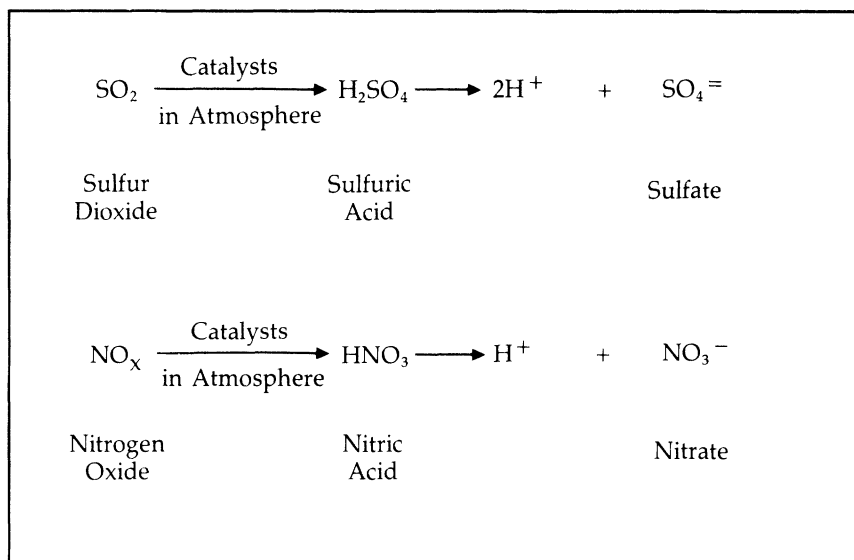 Catalysts
SO₂ ⟶ H₂SO₄ ⟶ 2H⁺ + SO₄⁼
in Atmosphere
Sulfur Sulfuric Sulfate
Dioxide Acid
Catalysts
NOₓ ⟶ HNO₃ ⟶ H⁺ + NO₃⁻
in Atmosphere
Nitrogen Nitric Nitrate
Oxide Acid